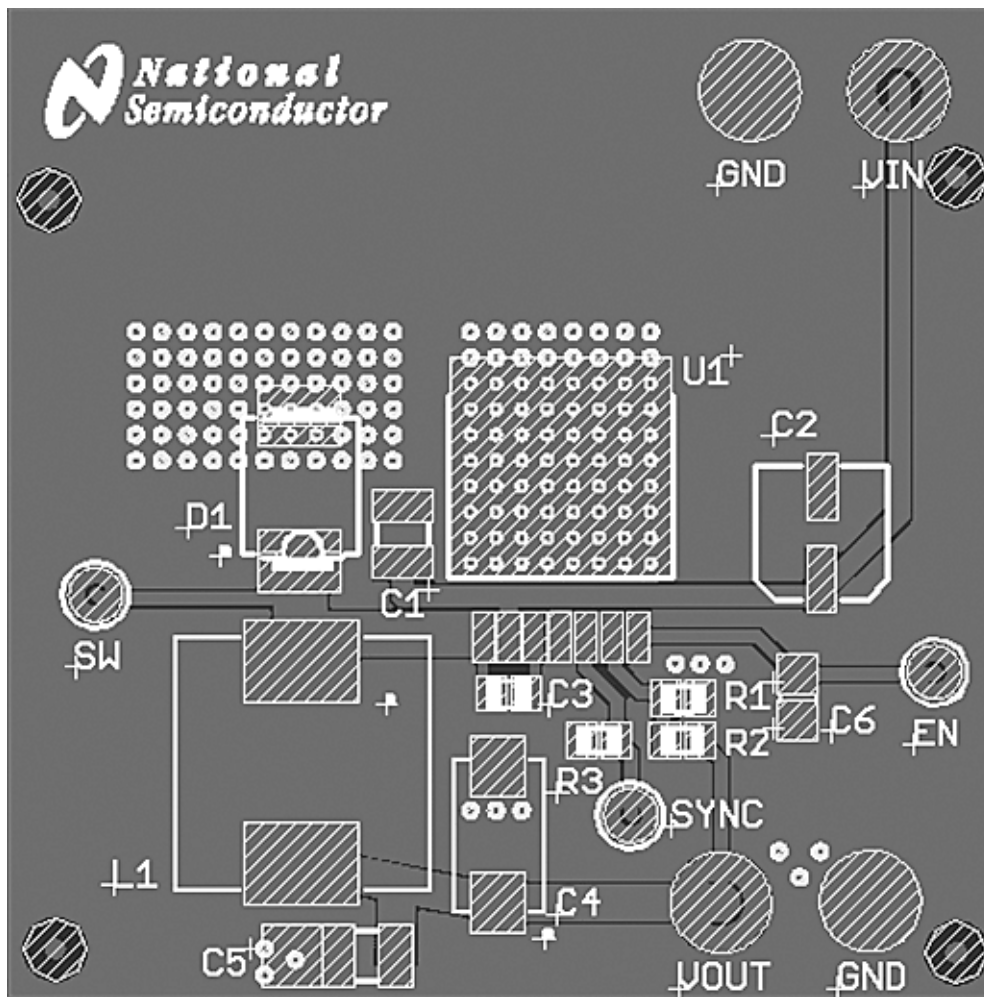 National
Semiconductor
GND
VIN
U1
C2
D1
C1
SW
C3
R1
C6
EN
R2
R3
SYNC
L1
C4
C5
VOUT
GND